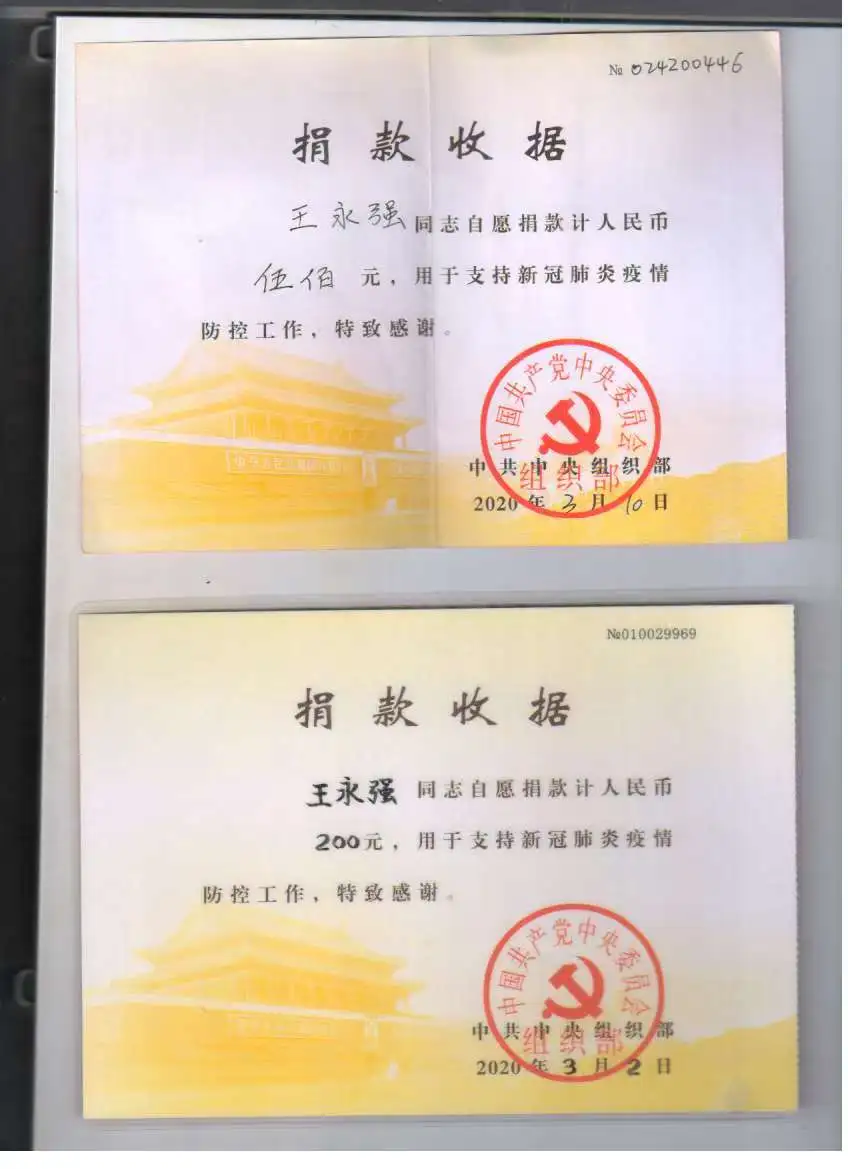 № 024200446
捐款收据
王永强同志自愿捐款计人民币
伍佰 元，用于支持新冠肺炎疫情
防控工作，特致感谢。
中国共产党中央委员会
组织部
中共中央组织部
2020年3月10日
№010029969
捐款收据
王永强 同志自愿捐款计人民币
200元，用于支持新冠肺炎疫情
防控工作，特致感谢。
中国共产党中央委员会
组织部
中共中央组织部
2020年3月2日